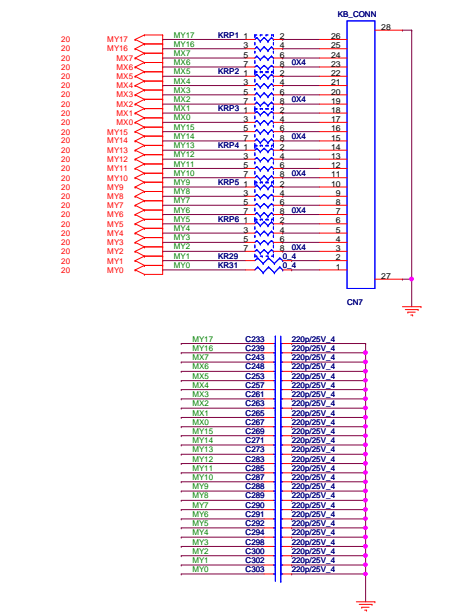 KB_CONN
28
20 MY17 MY17 KRP1 1 2 26
20 MY16 MY16 3 4 25
20 MX7 MX7 5 6 24
20 MX6 MX6 7 8 0X4 23
20 MX5 MX5 KRP2 1 2 22
20 MX4 MX4 3 4 21
20 MX3 MX3 5 6 20
20 MX2 MX2 7 8 0X4 19
20 MX1 MX1 KRP3 1 2 18
20 MX0 MX0 3 4 17
20 MY15 MY15 5 6 16
20 MY14 MY14 7 8 0X4 15
20 MY13 MY13 KRP4 1 2 14
20 MY12 MY12 3 4 13
20 MY11 MY11 5 6 12
20 MY10 MY10 7 8 0X4 11
20 MY9 MY9 KRP5 1 2 10
20 MY8 MY8 3 4 9
20 MY7 MY7 5 6 8
20 MY6 MY6 7 8 0X4 7
20 MY5 MY5 KRP6 1 2 6
20 MY4 MY4 3 4 5
20 MY3 MY3 5 6 4
20 MY2 MY2 7 8 0X4 3
20 MY1 MY1 KR29 0_4 2
20 MY0 MY0 KR31 0_4 1
27
CN7
MY17 C233 220p/25V_4
MY16 C239 220p/25V_4
MX7 C243 220p/25V_4
MX6 C248 220p/25V_4
MX5 C253 220p/25V_4
MX4 C257 220p/25V_4
MX3 C261 220p/25V_4
MX2 C263 220p/25V_4
MX1 C265 220p/25V_4
MX0 C267 220p/25V_4
MY15 C269 220p/25V_4
MY14 C271 220p/25V_4
MY13 C273 220p/25V_4
MY12 C283 220p/25V_4
MY11 C285 220p/25V_4
MY10 C287 220p/25V_4
MY9 C288 220p/25V_4
MY8 C289 220p/25V_4
MY7 C290 220p/25V_4
MY6 C291 220p/25V_4
MY5 C292 220p/25V_4
MY4 C294 220p/25V_4
MY3 C298 220p/25V_4
MY2 C300 220p/25V_4
MY1 C302 220p/25V_4
MY0 C303 220p/25V_4